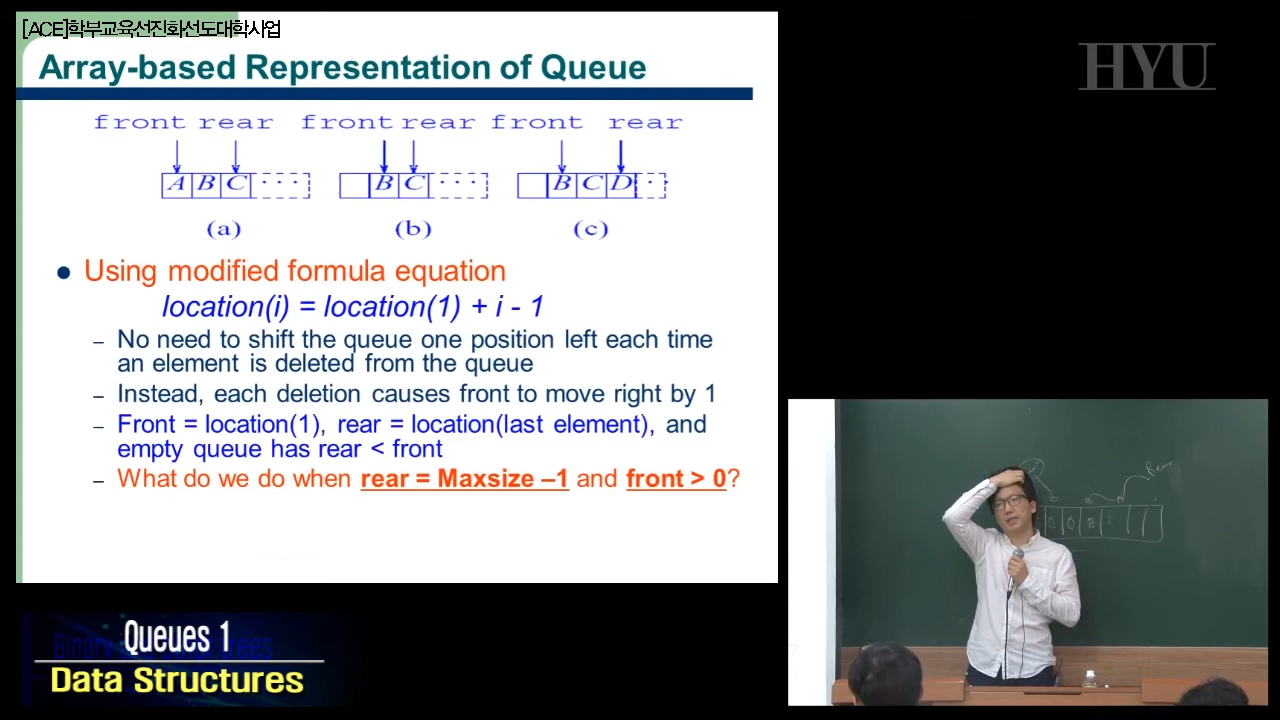 [ACE]학부교육선진화선도대학사업
HYU
Array-based Representation of Queue
front rear front rear front rear
A B C · · · B C · · · B C D · ·
(a) (b) (c)
● Using modified formula equation
location(i) = location(1) + i - 1
– No need to shift the queue one position left each time
an element is deleted from the queue
– Instead, each deletion causes front to move right by 1
– Front = location(1), rear = location(last element), and
empty queue has rear < front
– What do we do when rear = Maxsize –1 and front > 0?
Rear
Queues 1
Data Structures